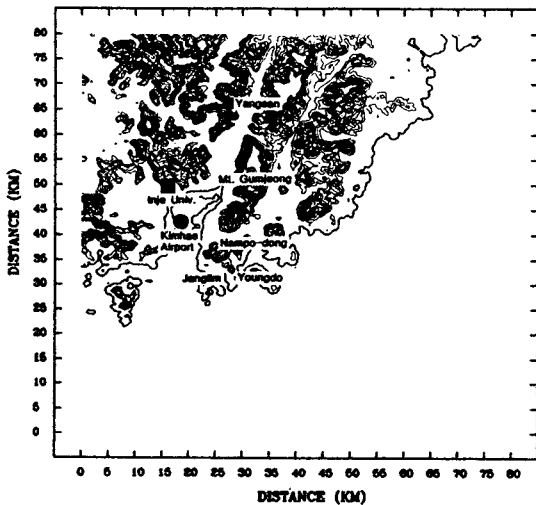 80
75
70
65
60
55
50
45
40
35
30
25
20
15
10
5
0
DISTANCE (KM)
Yangsan
Mt. Gumjeong
Inje Univ.
Kimhae
Airport
Nampo-dong
Janglim
Youngdo
0 5 10 15 20 25 30 35 40 45 50 55 60 65 70 75 80
DISTANCE (KM)